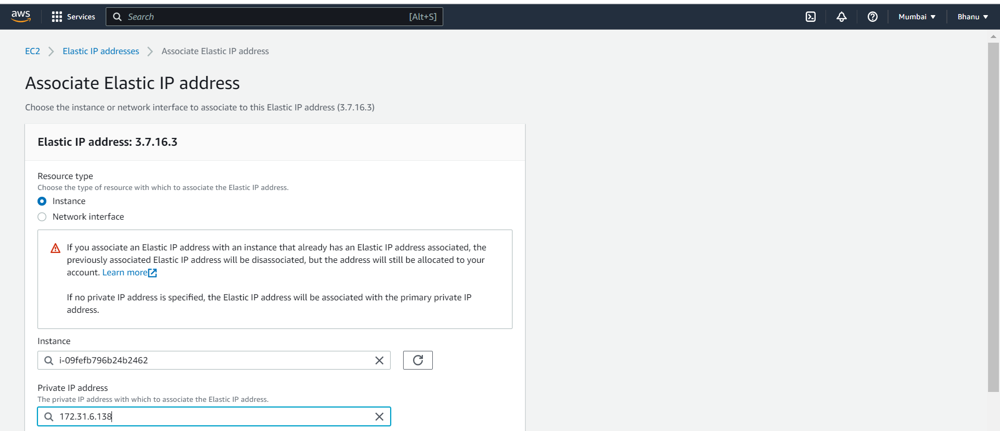 aws Services Search [Alt+S] Mumbai Bhanu
EC2 Elastic IP addresses Associate Elastic IP address
Associate Elastic IP address
Choose the instance or network interface to associate to this Elastic IP address (3.7.16.3)
Elastic IP address: 3.7.16.3
Resource type
Choose the type of resource with which to associate the Elastic IP address.
Instance
Network interface
If you associate an Elastic IP address with an instance that already has an Elastic IP address associated, the
previously associated Elastic IP address will be disassociated, but the address will still be allocated to your
account. Learn more
If no private IP address is specified, the Elastic IP address will be associated with the primary private IP
address.
Instance
i-09fefb796b24b2462
Private IP address
The private IP address with which to associate the Elastic IP address.
172.31.6.138